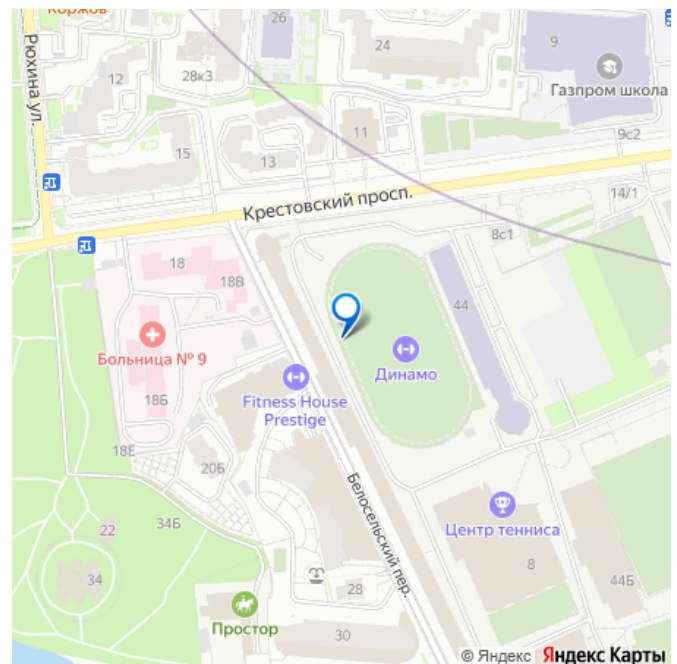 Коржов
26
24
9
Газпром школа
Рюхина ул.
12
28к3...
11
9с2
15
13
14/1
Крестовский просп.
8с1
18
18В
44
Больница № 9
Динамо
Fitness House
Prestige
18Б
18Е
20Б
Белосельский пер.
Центр тенниса
22
34Б
8
34
28
44Б
Простор
30
© Яндекс Яндекс Карты